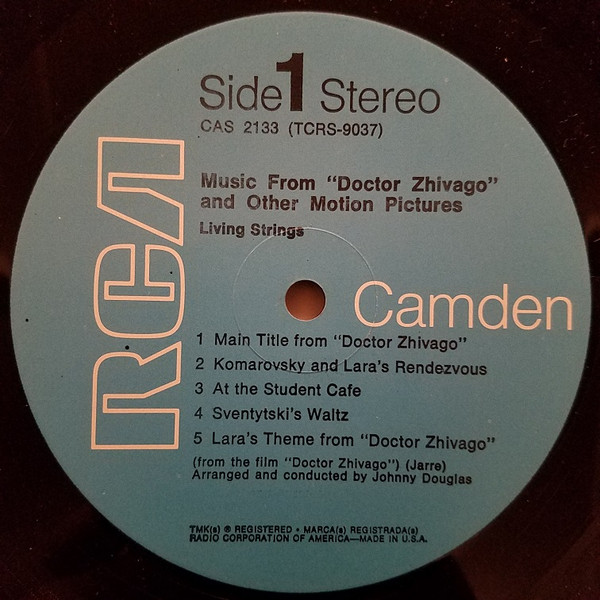 Side 1 Stereo
CAS 2133 (TCRS-9037)
Music From "Doctor Zhivago"
and Other Motion Pictures
Living Strings
RCA
Camden
1 Main Title from "Doctor Zhivago"
2 Komarovsky and Lara's Rendezvous
3 At the Student Cafe
4 Sventytski's Waltz
5 Lara's Theme from "Doctor Zhivago"
(from the film "Doctor Zhivago") (Jarre)
Arranged and conducted by Johnny Douglas
TMK(s) ® REGISTERED • MARCA(s) REGISTRADA(s)
RADIO CORPORATION OF AMERICA—MADE IN U.S.A.